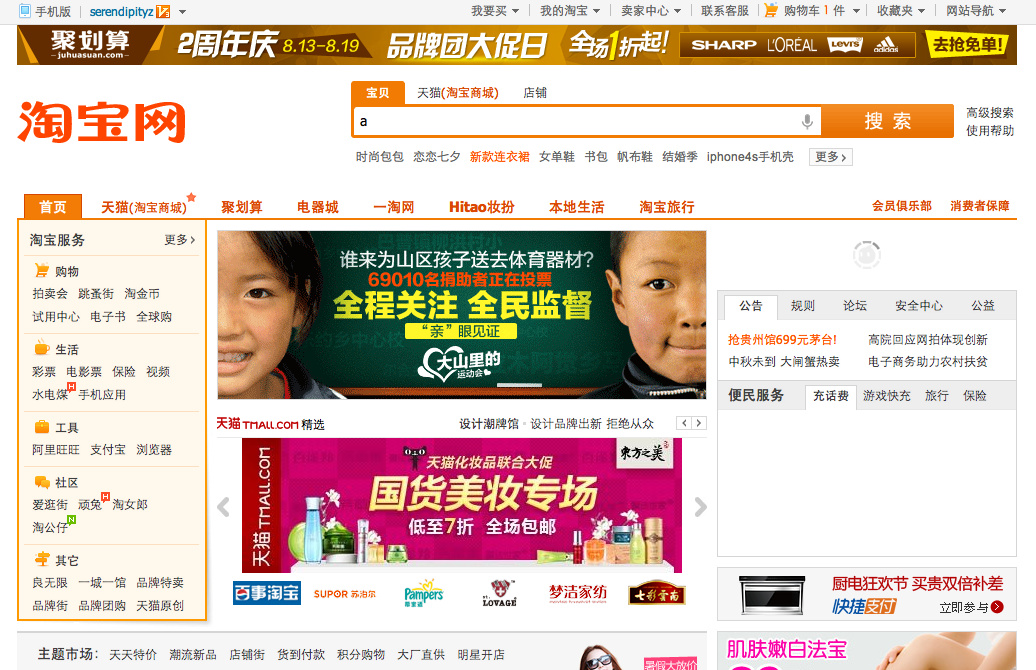 手机版 serendipityz 我要买 我的淘宝 卖家中心 联系客服 购物车 1 件 收藏夹 网站导航
聚划算 2周年庆 8.13-8.19 品牌团大促日 全场1折起! SHARP L'ORÉAL LEVI'S adidas 去抢免单!
juhuasuan.com
淘宝网
宝贝 天猫(淘宝商城) 店铺
a 搜索
高级搜索
使用帮助
时尚包包 恋恋七夕 新款连衣裙 女单鞋 书包 帆布鞋 结婚季 iphone4s手机壳 更多
首页 天猫(淘宝商城) 聚划算 电器城 一淘网 Hitao妆扮 本地生活 淘宝旅行 会员俱乐部 消费者保障
淘宝服务 更多
购物
拍卖会 跳蚤街 淘金币
试用中心 电子书 全球购
生活
彩票 电影票 保险 视频
水电煤 H 手机应用
工具
阿里旺旺 支付宝 浏览器
社区
爱逛街 顽兔 H 淘女郎
淘公仔 N
其它
良无限 一城一馆 品牌特卖
品牌街 品牌团购 天猫原创
谁来为山区孩子送去体育器材?
69010名捐助者正在投票
全程关注 全民监督
“亲”眼见证
大山里的
运动会
天猫TMALL.COM 精选 设计潮牌馆 设计品牌出新 拒绝从众
天猫TMALL.COM
天猫化妆品联合大促
国货美妆专场
低至7折 全场包邮
东方之美
百事淘宝 SUPOR 苏泊尔 Pampers 帮宝适 LOVAGE 梦洁家纺 七彩云南
公告 规则 论坛 安全中心 公益
抢贵州馆699元茅台! 高院回应网拍体现创新
中秋未到 大闸蟹热卖 电子商务助力农村扶贫
便民服务 充话费 游戏快充 旅行 保险
厨电狂欢节 买贵双倍补差
快捷支付 立即参与
主题市场: 天天特价 潮流新品 店铺街 货到付款 积分购物 大厂直供 明星开店
暑假大放价
肌肤嫩白法宝